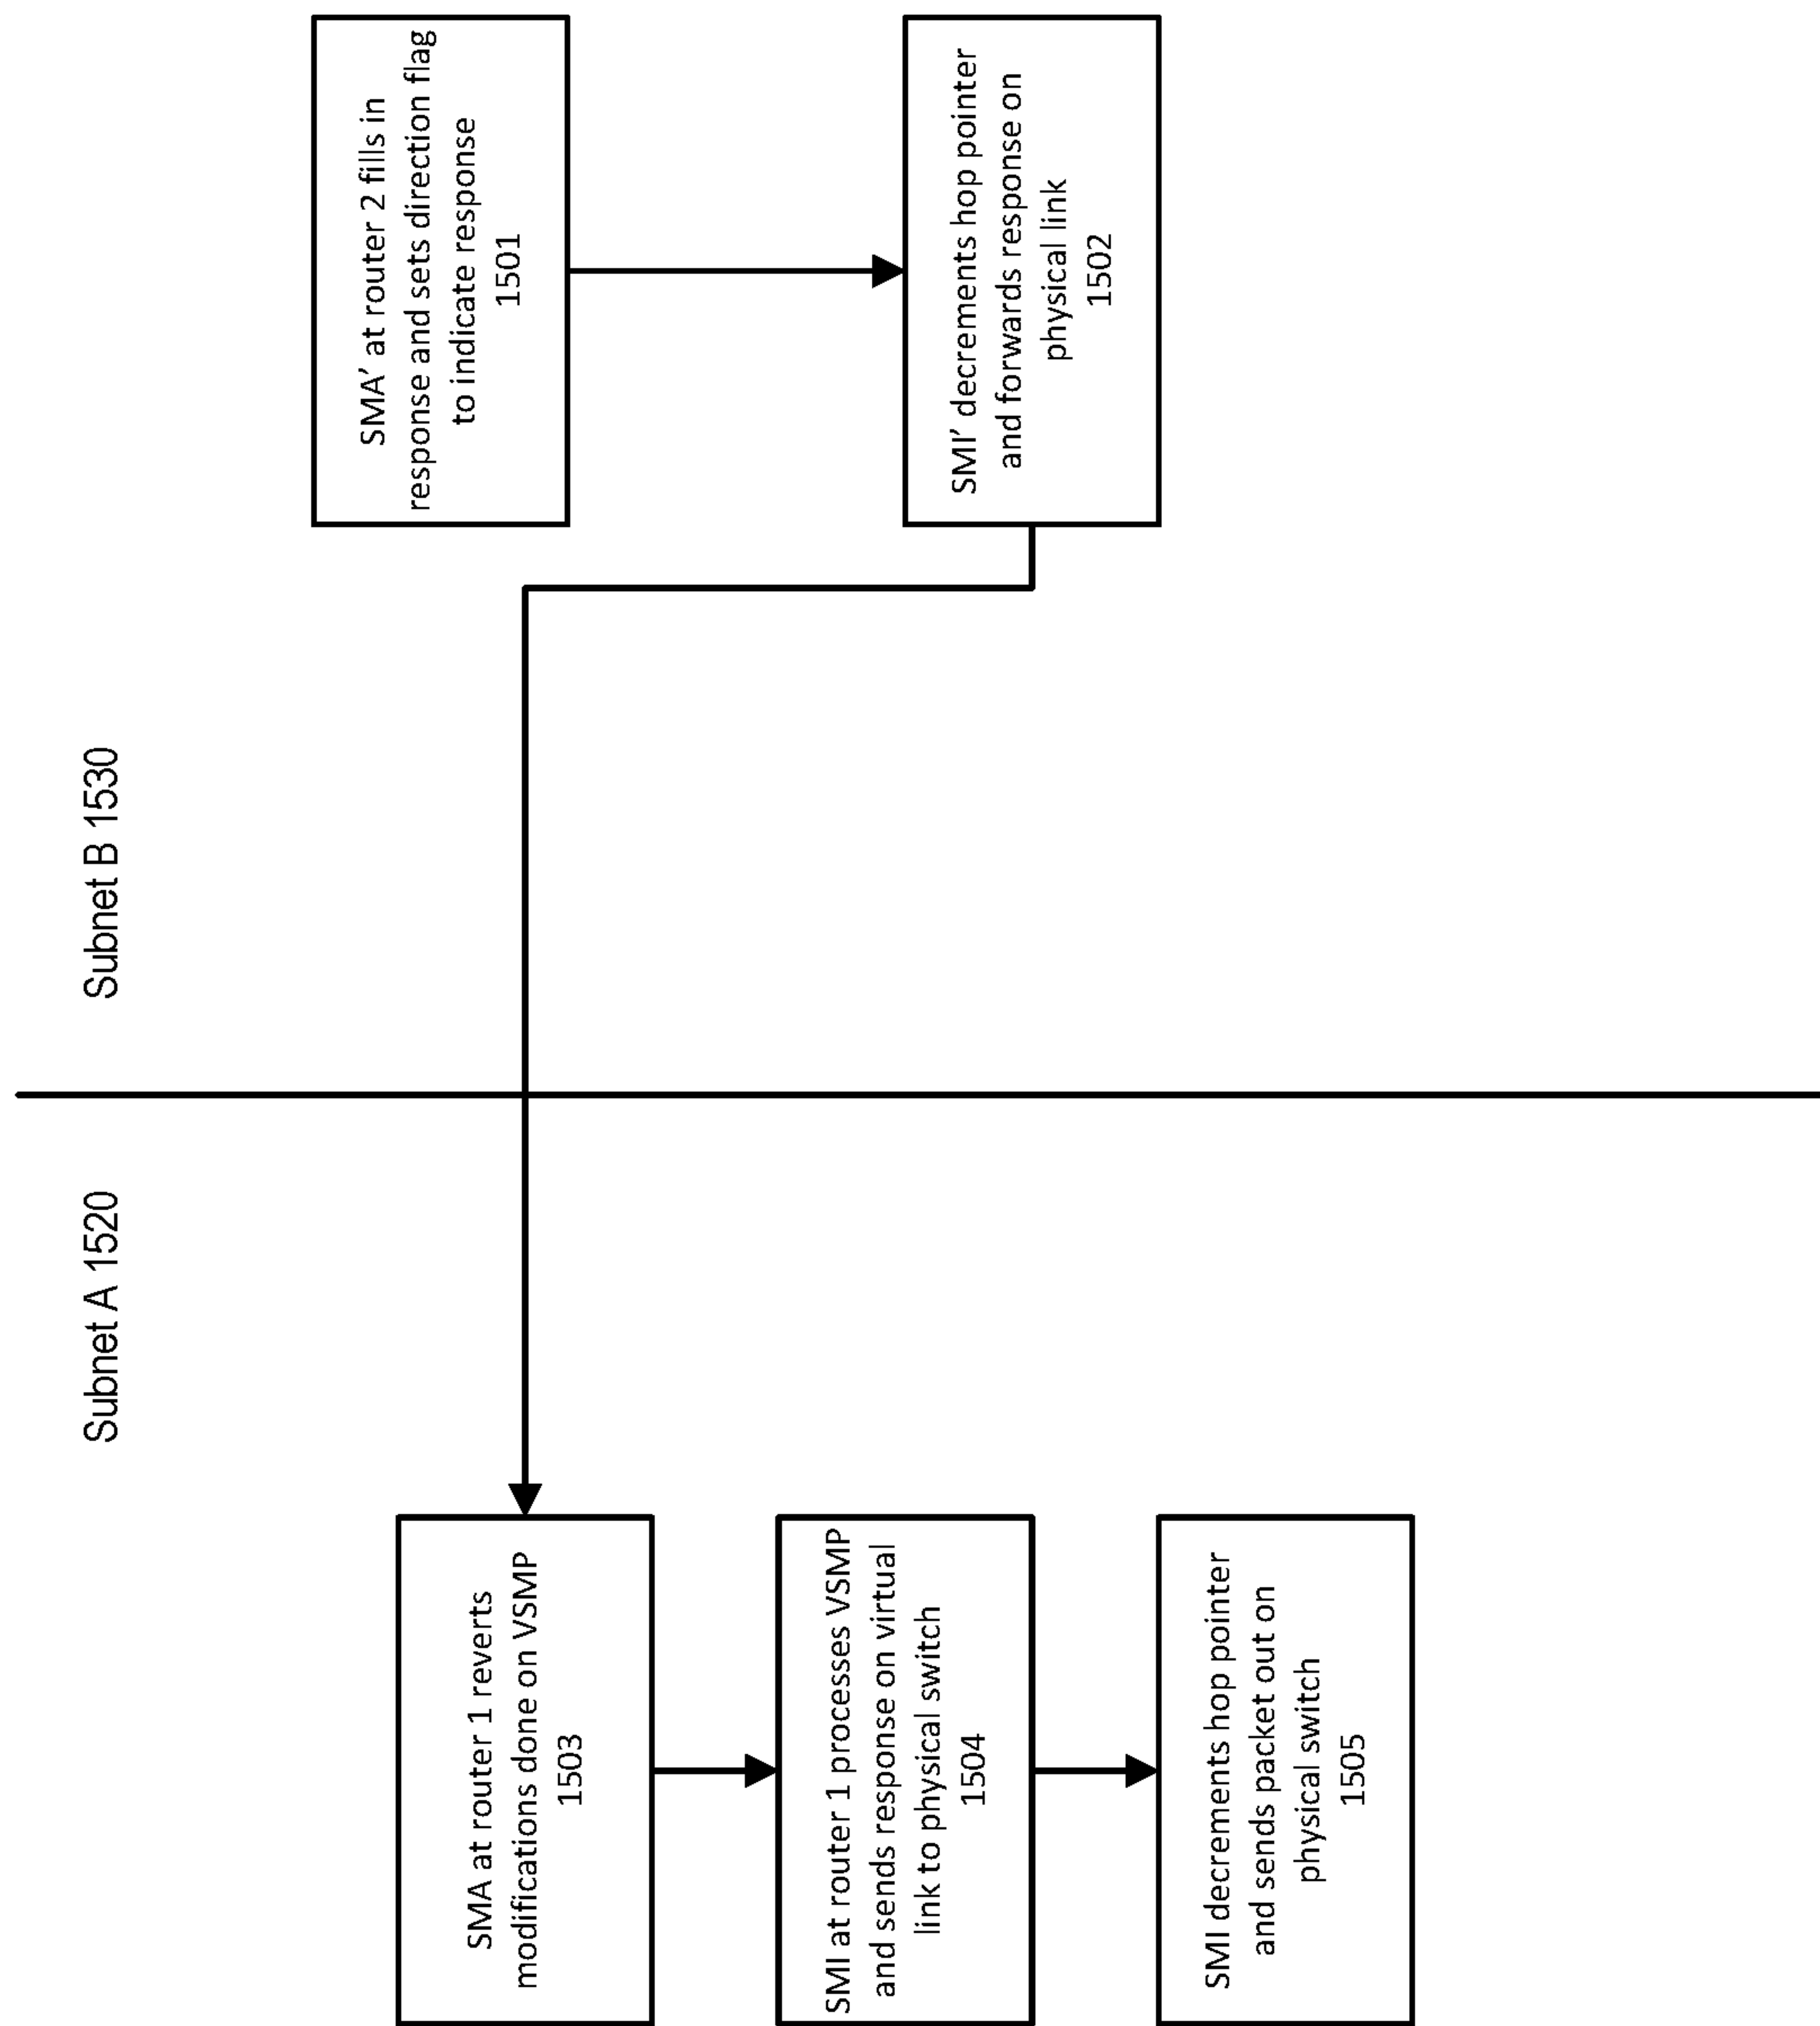 Subnet A 1520
Subnet B 1530
SMA' at router 2 fills in
response and sets direction flag
to indicate response
1501
SMI' decrements hop pointer
and forwards response on
physical link
1502
SMA at router 1 reverts
modifications done on VSMP
1503
SMI at router 1 processes VSMP
and sends response on virtual
link to physical switch
1504
SMI decrements hop pointer
and sends packet out on
physical switch
1505